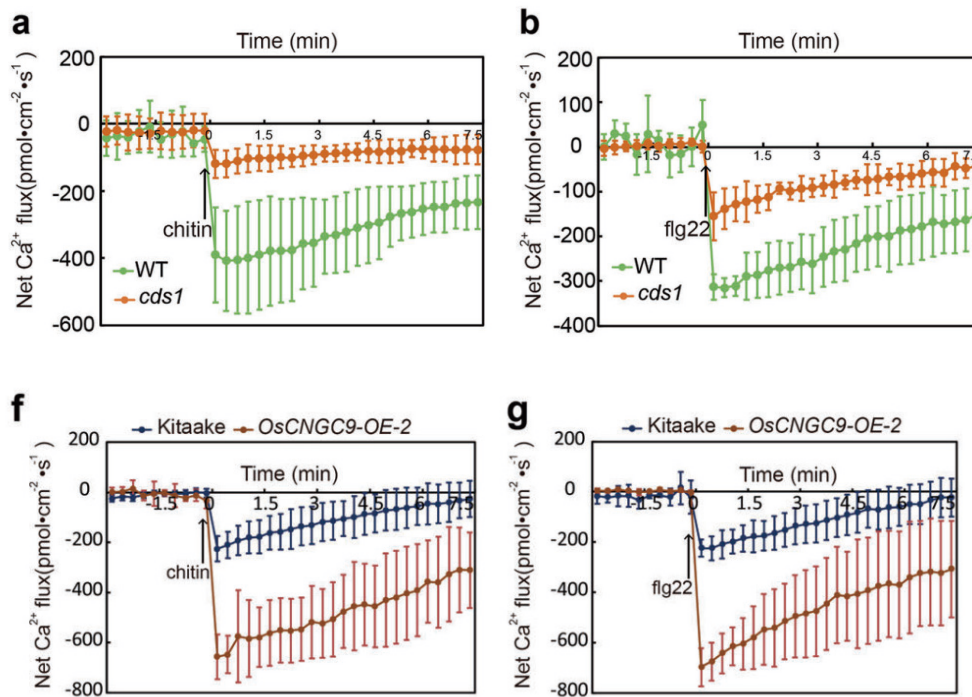 a
Time (min)
Net Ca2+ flux(pmol•cm-2 •s-1)
200
0
-200
-400
-600
-1.5 0 1.5 3 4.5 6 7.5
chitin
WT
cds1
b
Time (min)
Net Ca2+ flux(pmol•cm-2 •s-1)
200
100
0
-100
-200
-300
-400
-1.5 0 1.5 3 4.5 6 7.5
flg22
WT
cds1
f
Kitaake OsCNGC9-OE-2
Time (min)
Net Ca2+ flux(pmol•cm-2 •s-1)
200
0
-200
-400
-600
-800
-1.5 0 1.5 3 4.5 6 7.5
chitin
g
Kitaake OsCNGC9-OE-2
Time (min)
Net Ca2+ flux(pmol•cm-2 •s-1)
200
0
-200
-400
-600
-800
-1.5 0 1.5 3 4.5 6 7.5
flg22